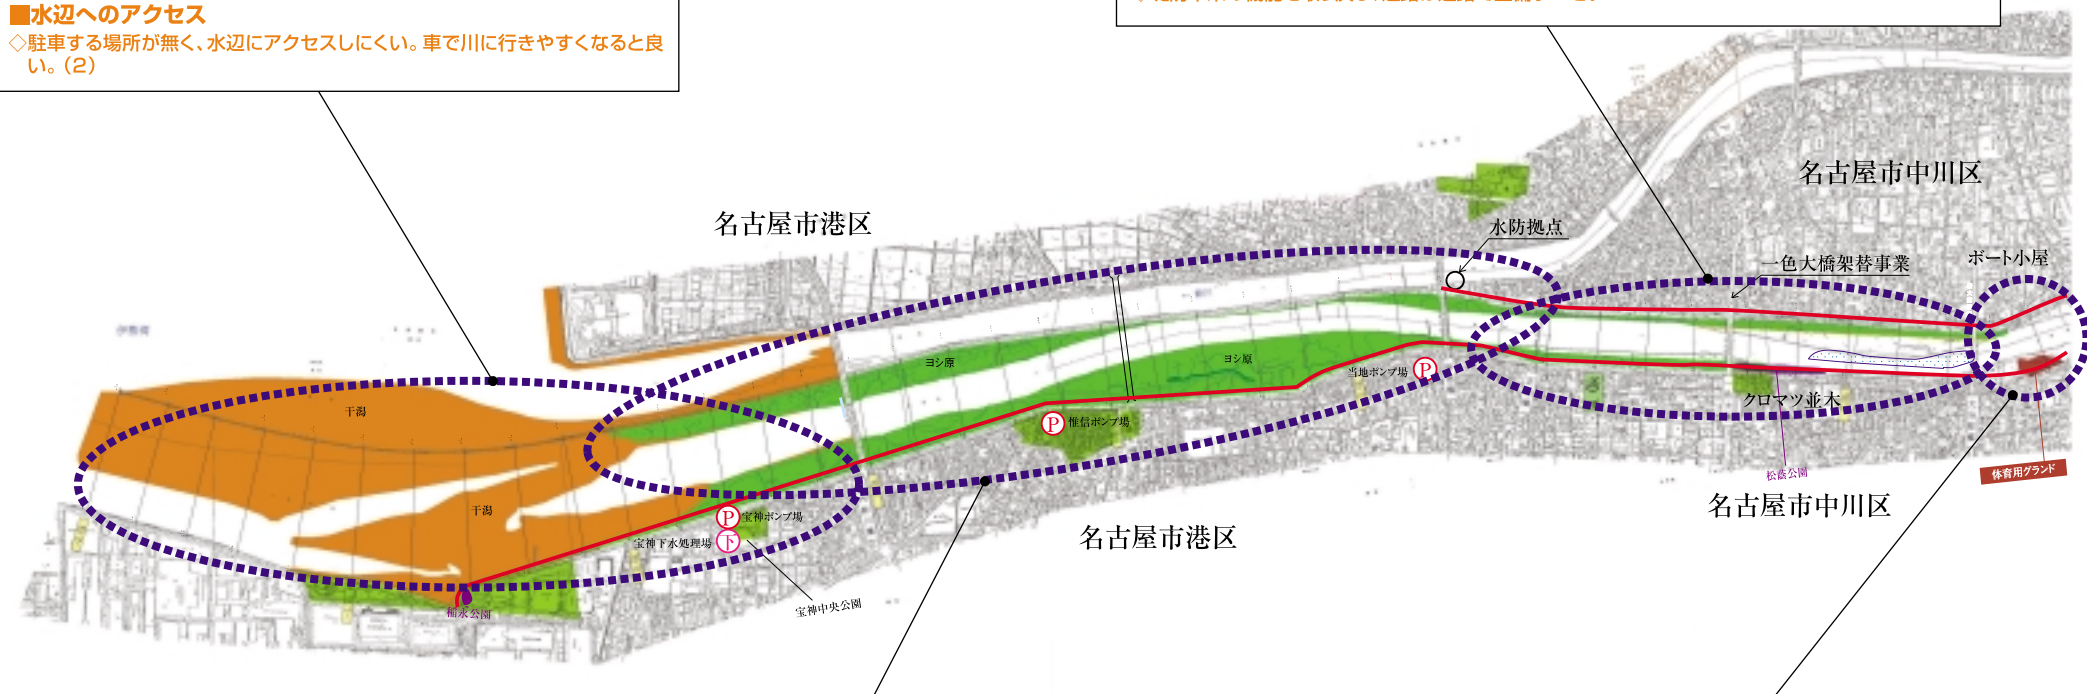 ■水辺へのアクセス
◇駐車する場所が無く、水辺にアクセスしにくい。車で川に行きやすくなると良
い。（2）
名古屋市中川区
名古屋市港区
水防拠点
一色大橋架替事業
ボート小屋
ヨシ原
ヨシ原
当地ポンプ場
P
干潟
クロマツ並木
P
惟信ポンプ場
松蔭公園
体育用グランド
名古屋市中川区
干潟
P
宝神ポンプ場
宝神下水処理場
下
名古屋市港区
宝神中央公園
稲永公園